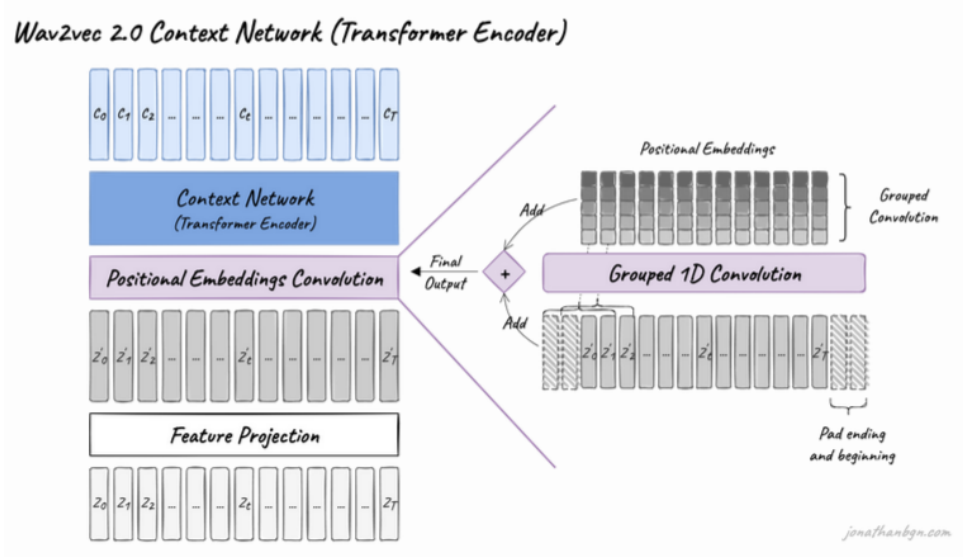 Wav2vec 2.0 Context Network (Transformer Encoder)
C0 C1 C2 ... ... ... Ct ... ... ... ... ... CT
Context Network
(Transformer Encoder)
Positional Embeddings Convolution
Z'0 Z'1 Z'2 ... ... ... Z't ... ... ... ... ... Z'T
Feature Projection
Z0 Z1 Z2 ... ... ... Zt ... ... ... ... ... ZT
Positional Embeddings
Grouped
Convolution
Add
Final
Output
+
Grouped 1D Convolution
Add
Z'0 Z'1 Z'2 ... ... ... Z't ... ... ... ... ... Z'T
Pad ending
and beginning
jonathanbgn.com